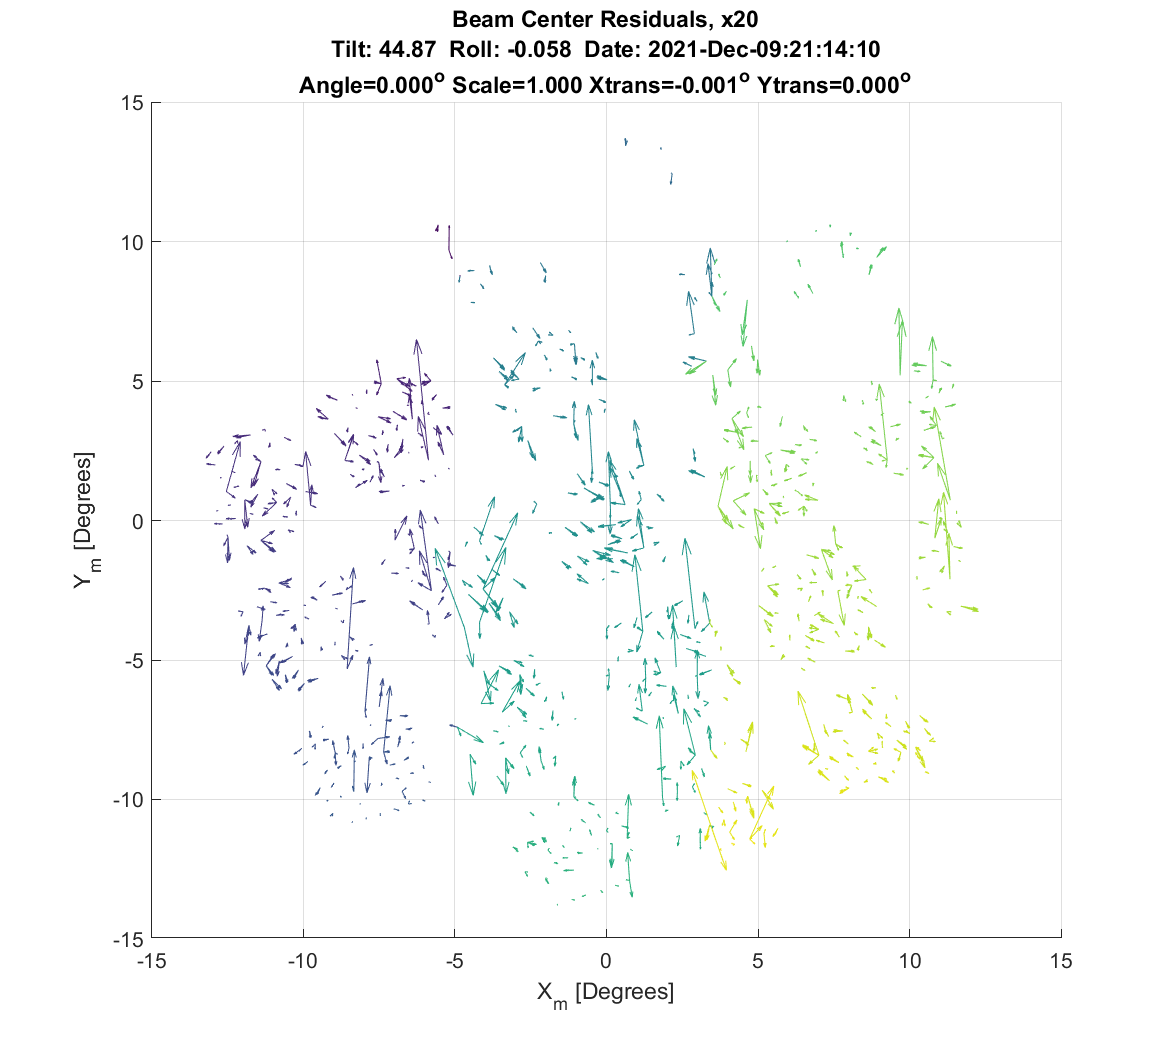 Beam Center Residuals, x20
Tilt: 44.87 Roll: -0.058 Date: 2021-Dec-09:21:14:10
Angle=0.000° Scale=1.000 Xtrans=-0.001° Ytrans=0.000°
15
10
5
0
-5
-10
-15
Y_m [Degrees]
-15 -10 -5 0 5 10 15
X_m [Degrees]